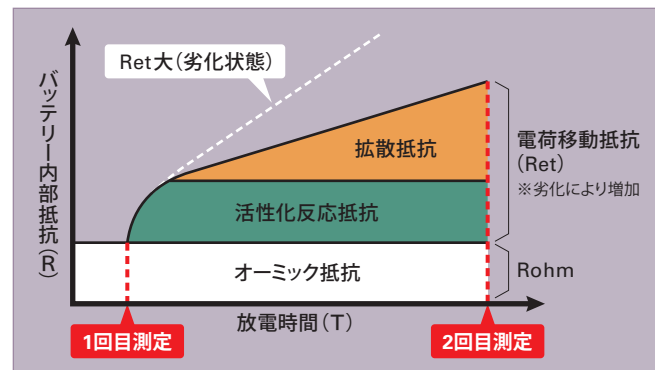 Ret大（劣化状態）
バッテリー内部抵抗（R）
拡散抵抗
電荷移動抵抗
（Ret）
※劣化により増加
活性化反応抵抗
オーミック抵抗
Rohm
放電時間（T）
1回目測定
2回目測定